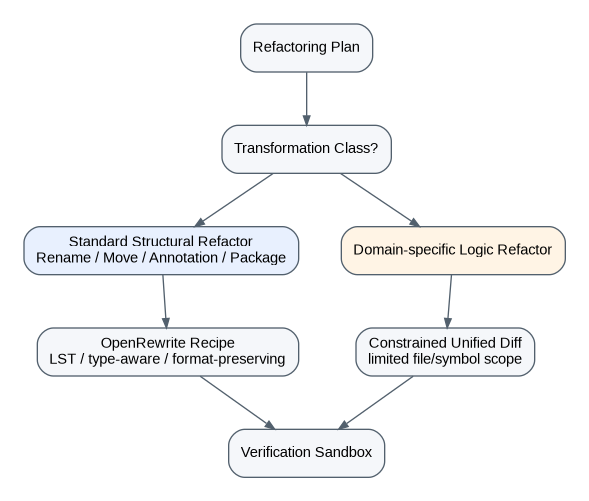 Refactoring Plan
Transformation Class?
Standard Structural Refactor
Rename / Move / Annotation / Package
Domain-specific Logic Refactor
OpenRewrite Recipe
LST / type-aware / format-preserving
Constrained Unified Diff
limited file/symbol scope
Verification Sandbox